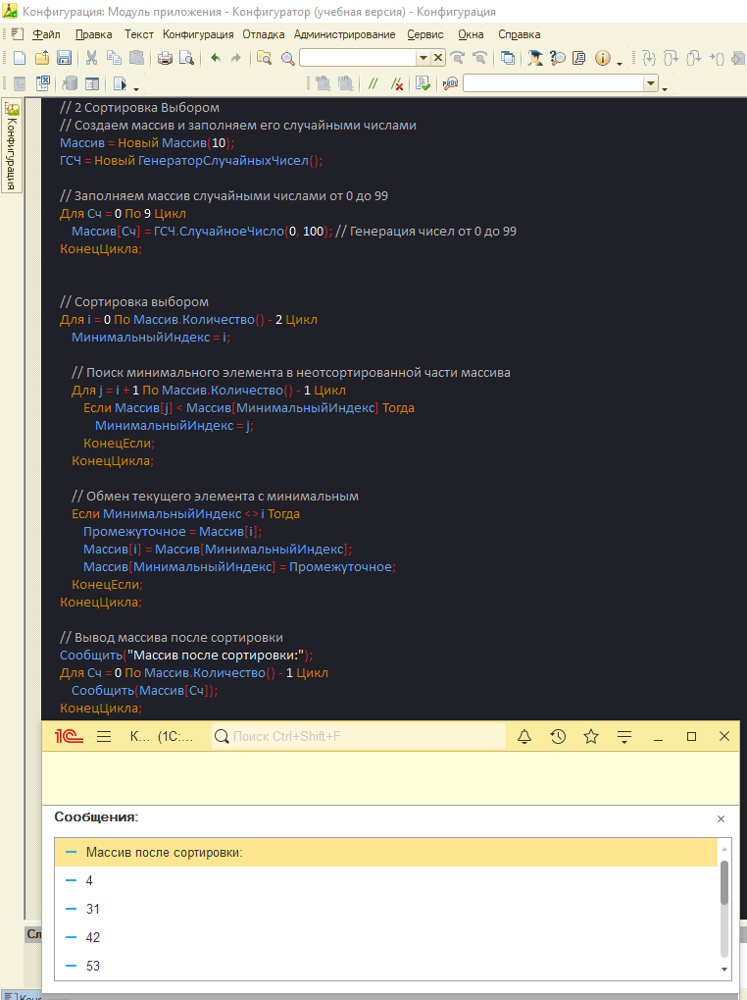 Конфигурация: Модуль приложения - Конфигуратор (учебная версия) - Конфигурация
Файл Правка Текст Конфигурация Отладка Администрирование Сервис Окна Справка
Конфигурация
// 2 Сортировка Выбором
// Создаем массив и заполняем его случайными числами
Массив = Новый Массив(10);
ГСЧ = Новый ГенераторСлучайныхЧисел();
// Заполняем массив случайными числами от 0 до 99
Для Сч = 0 По 9 Цикл
Массив[Сч] = ГСЧ.СлучайноеЧисло(0, 100); // Генерация чисел от 0 до 99
КонецЦикла;
// Сортировка выбором
Для i = 0 По Массив.Количество() - 2 Цикл
МинимальныйИндекс = i;
// Поиск минимального элемента в неотсортированной части массива
Для j = i + 1 По Массив.Количество() - 1 Цикл
Если Массив[j] < Массив[МинимальныйИндекс] Тогда
МинимальныйИндекс = j;
КонецЕсли;
КонецЦикла;
// Обмен текущего элемента с минимальным
Если МинимальныйИндекс <> i Тогда
Промежуточное = Массив[i];
Массив[i] = Массив[МинимальныйИндекс];
Массив[МинимальныйИндекс] = Промежуточное;
КонецЕсли;
КонецЦикла;
// Вывод массива после сортировки
Сообщить("Массив после сортировки:");
Для Сч = 0 По Массив.Количество() - 1 Цикл
Сообщить(Массив[Сч]);
КонецЦикла;
1С К... (1С:... Поиск Ctrl+Shift+F
Сообщения:
Массив после сортировки:
4
31
42
53